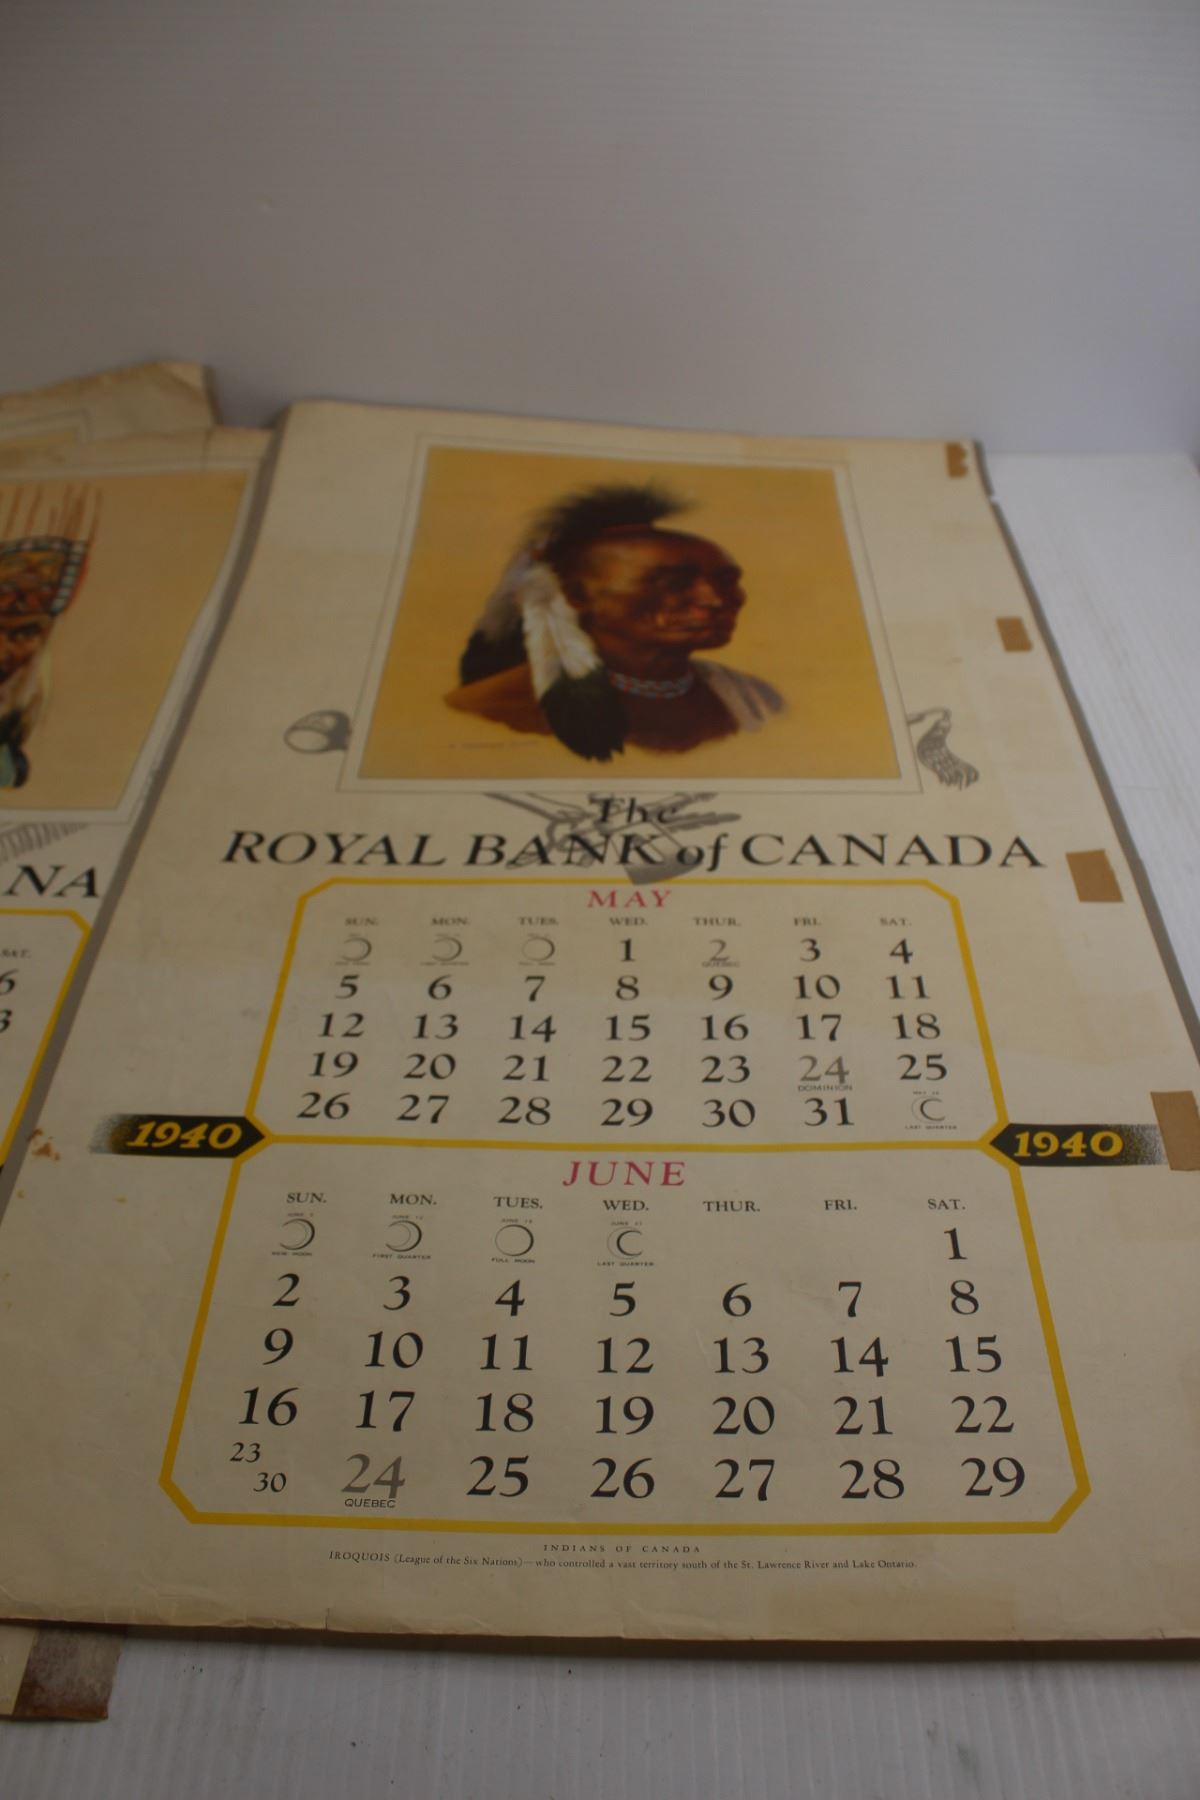 The
ROYAL BANK of CANADA
NA
MAY
SUN. MON. TUES. WED. THUR. FRI. SAT.
1 2 3 4
QUEBEC
5 6 7 8 9 10 11
12 13 14 15 16 17 18
19 20 21 22 23 24 25
DOMINION
26 27 28 29 30 31
LAST QUARTER
1940 1940
JUNE
SUN. MON. TUES. WED. THUR. FRI. SAT.
NEW MOON FIRST QUARTER FULL MOON LAST QUARTER
1
2 3 4 5 6 7 8
9 10 11 12 13 14 15
16 17 18 19 20 21 22
23 30 24 25 26 27 28 29
QUEBEC
INDIANS OF CANADA
IROQUOIS (League of the Six Nations)—who controlled a vast territory south of the St. Lawrence River and Lake Ontario.
SAT.
6
3